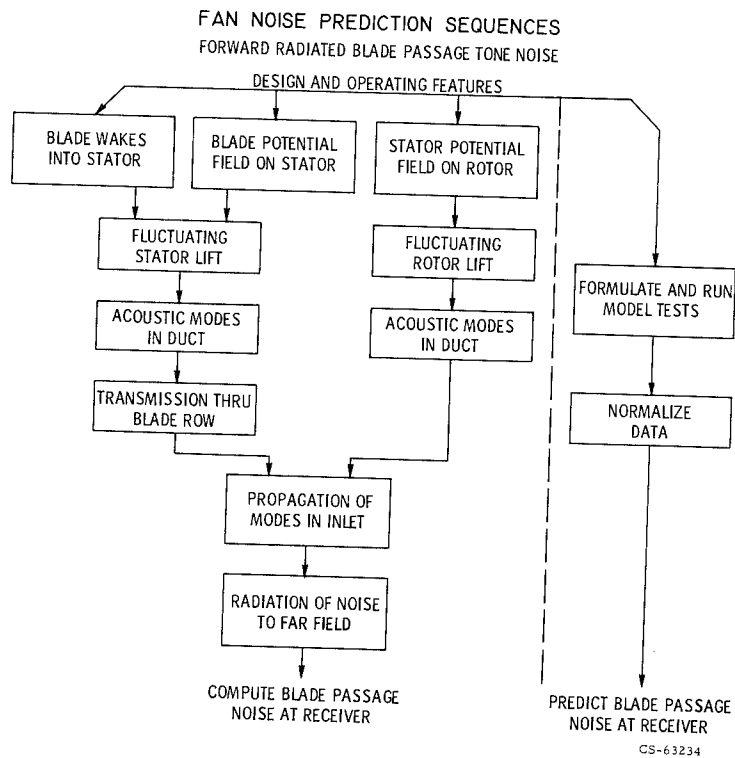 FAN NOISE PREDICTION SEQUENCES
FORWARD RADIATED BLADE PASSAGE TONE NOISE
DESIGN AND OPERATING FEATURES
BLADE WAKES
INTO STATOR
BLADE POTENTIAL
FIELD ON STATOR
STATOR POTENTIAL
FIELD ON ROTOR
FLUCTUATING
STATOR LIFT
FLUCTUATING
ROTOR LIFT
FORMULATE AND RUN
MODEL TESTS
ACOUSTIC MODES
IN DUCT
ACOUSTIC MODES
IN DUCT
TRANSMISSION THRU
BLADE ROW
NORMALIZE
DATA
PROPAGATION OF
MODES IN INLET
RADIATION OF NOISE
TO FAR FIELD
COMPUTE BLADE PASSAGE
NOISE AT RECEIVER
PREDICT BLADE PASSAGE
NOISE AT RECEIVER
CS-63234